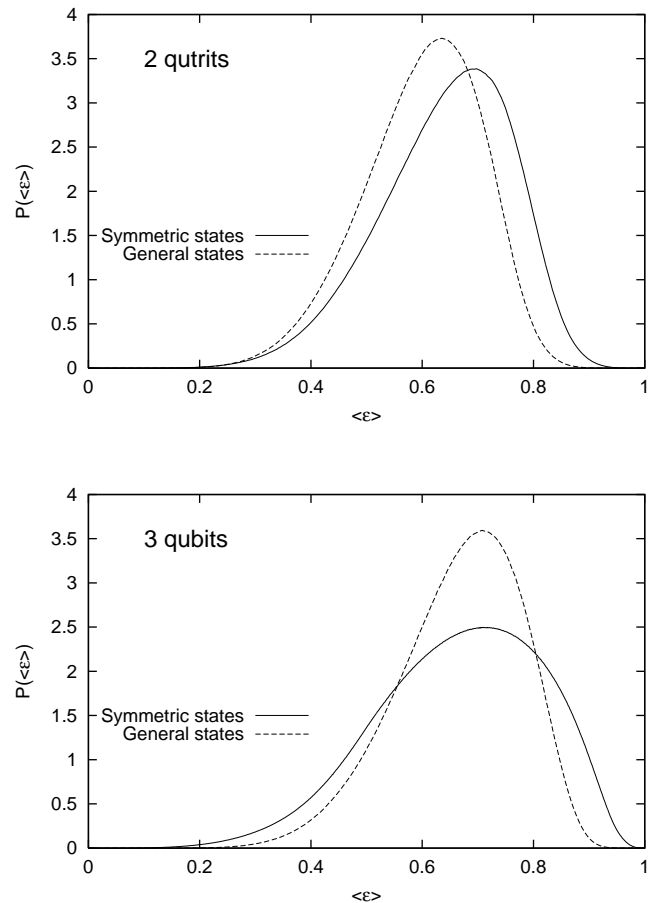 4
3.5
3
2.5
2
1.5
1
0.5
0
P(<ε>)
2 qutrits
Symmetric states
General states
0 0.2 0.4 0.6 0.8 1
<ε>
4
3.5
3
2.5
2
1.5
1
0.5
0
P(<ε>)
3 qubits
Symmetric states
General states
0 0.2 0.4 0.6 0.8 1
<ε>